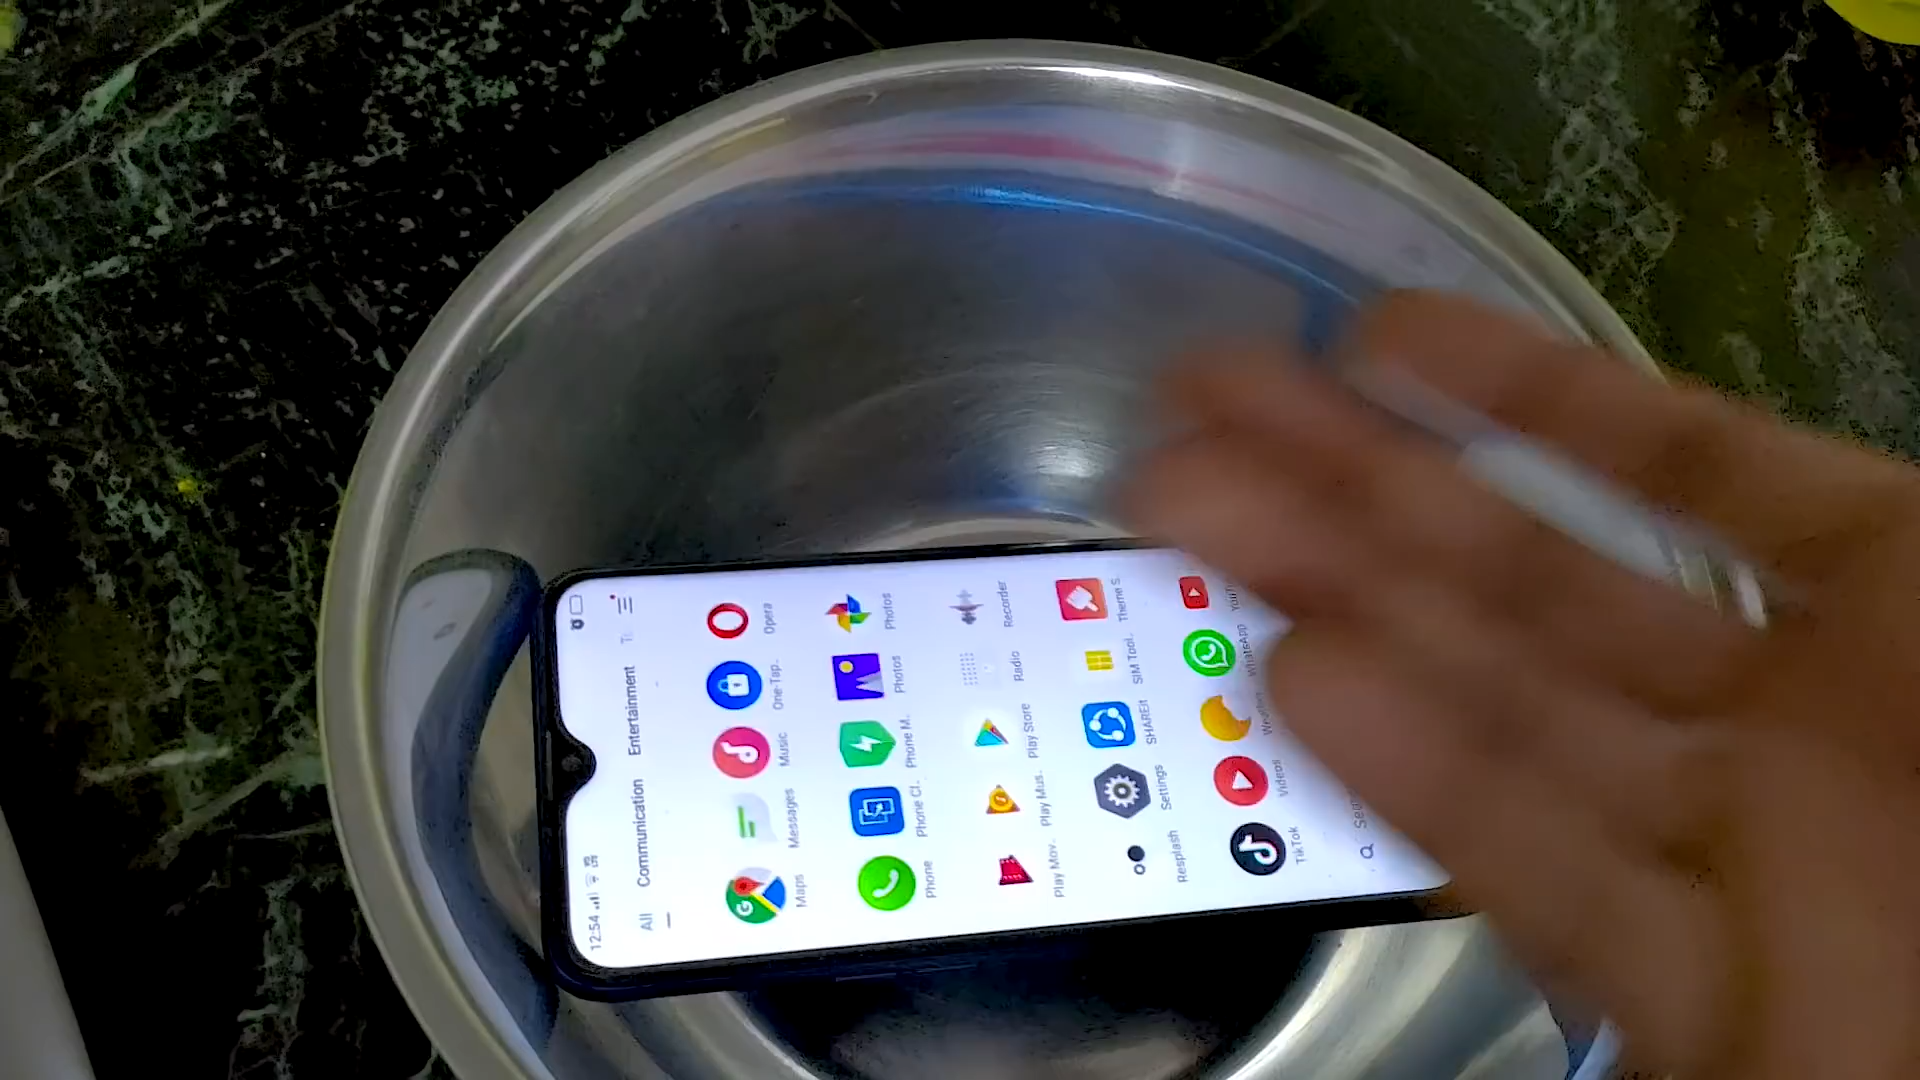 12:54
All Communication Entertainment
Maps Messages Music One-Tap. Opera
Phone Phone Cl. Phone M. Photos Photos
Play Mov. Play Mus. Play Store Radio Recorder
Resplash Settings SHAREit SIM Tool. Theme S
TikTok Videos Weather WhatsApp